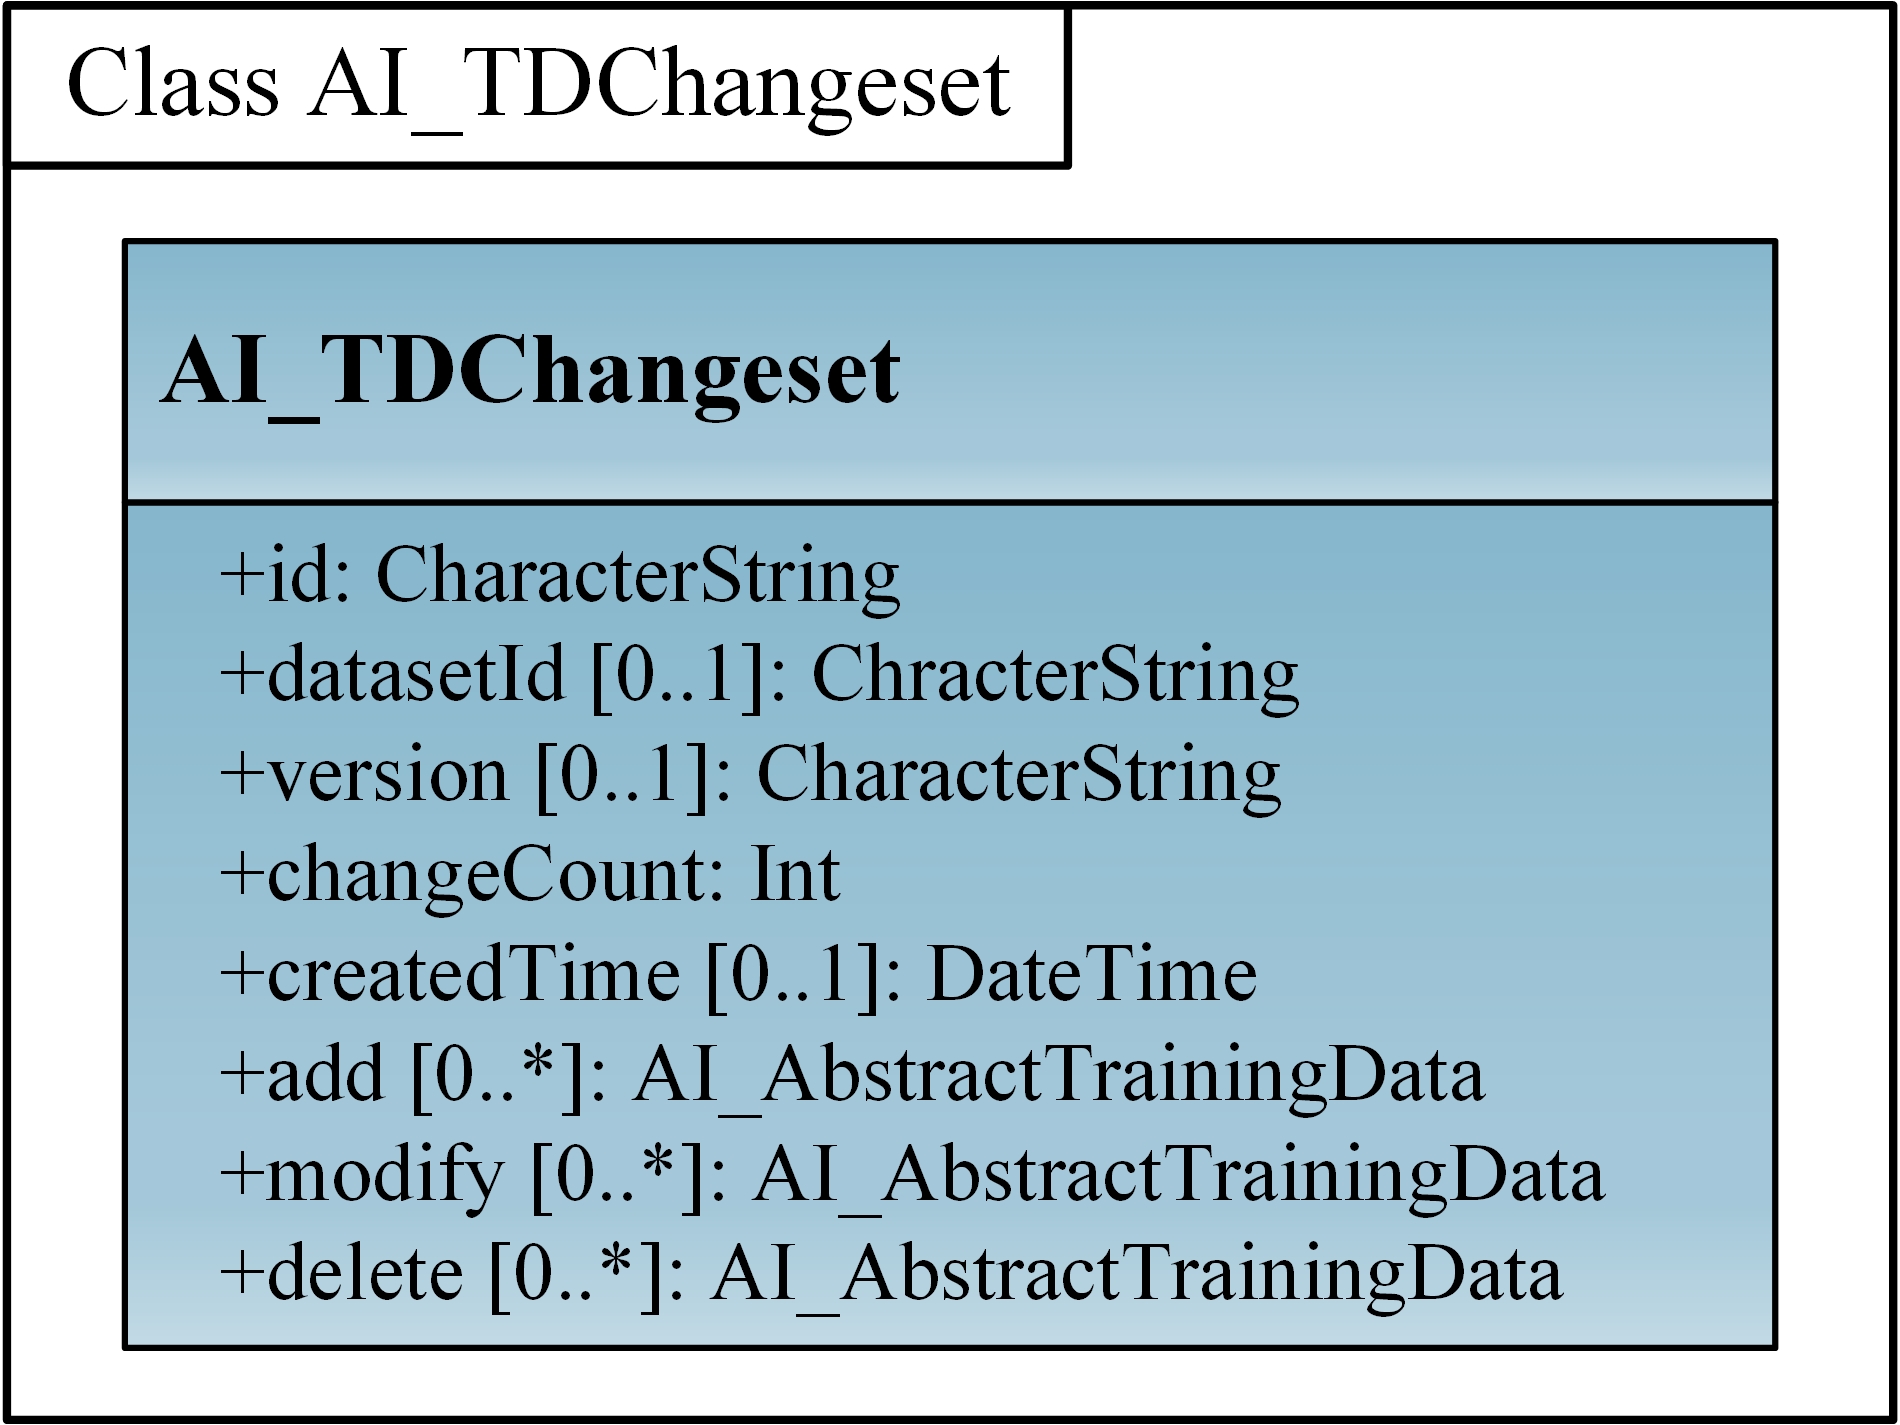 Class AI_TDChangeset
AI_TDChangeset
+id: CharacterString
+datasetId [0..1]: ChracterString
+version [0..1]: CharacterString
+changeCount: Int
+createdTime [0..1]: DateTime
+add [0..*]: AI_AbstractTrainingData
+modify [0..*]: AI_AbstractTrainingData
+delete [0..*]: AI_AbstractTrainingData